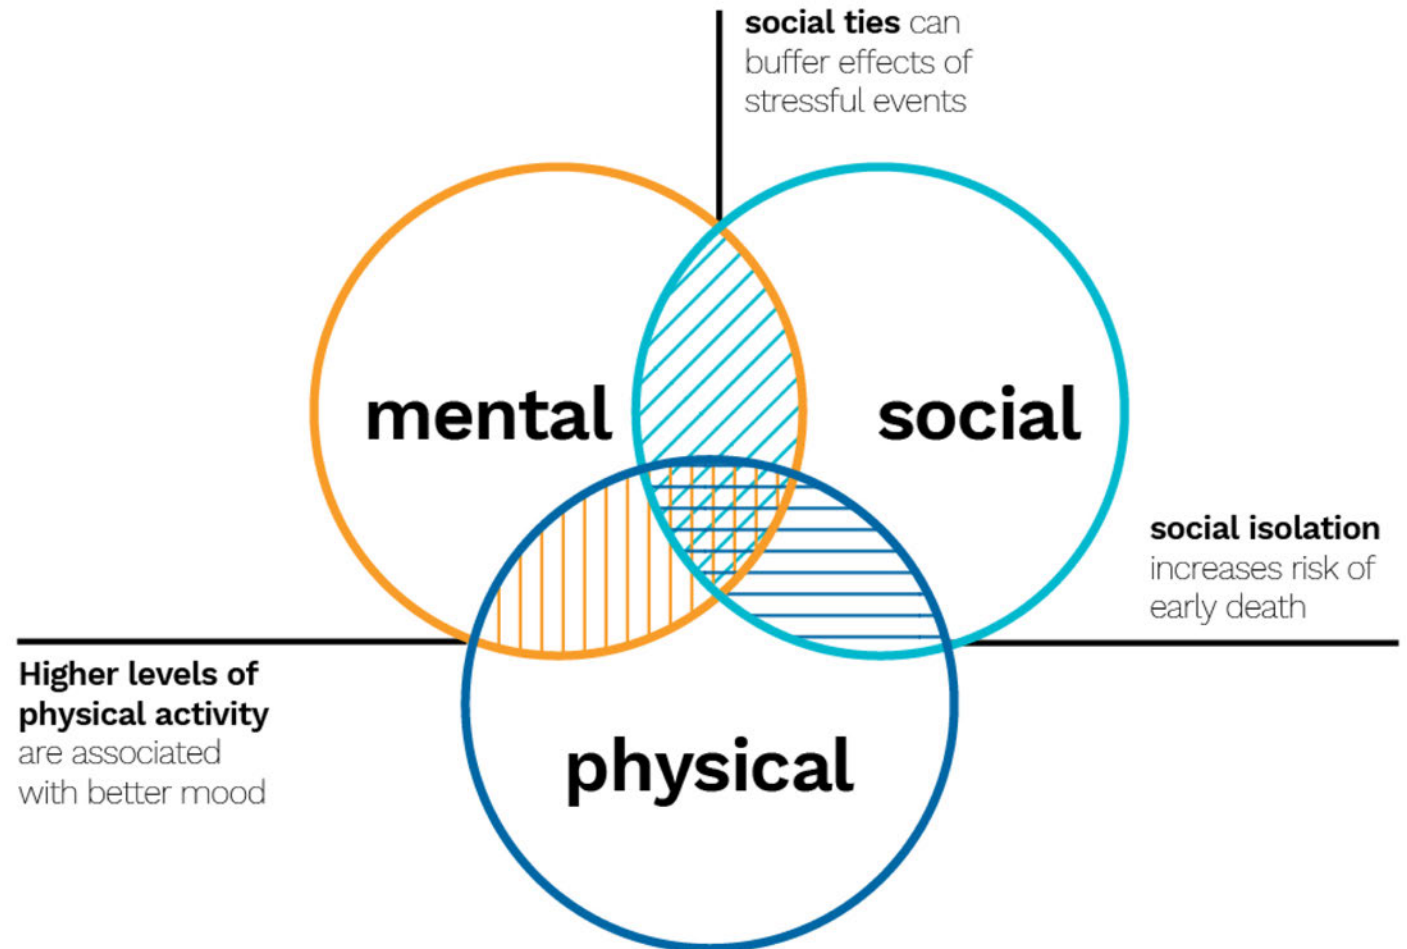 social ties can
buffer effects of
stressful events
mental
social
social isolation
increases risk of
early death
Higher levels of
physical activity
are associated
with better mood
physical